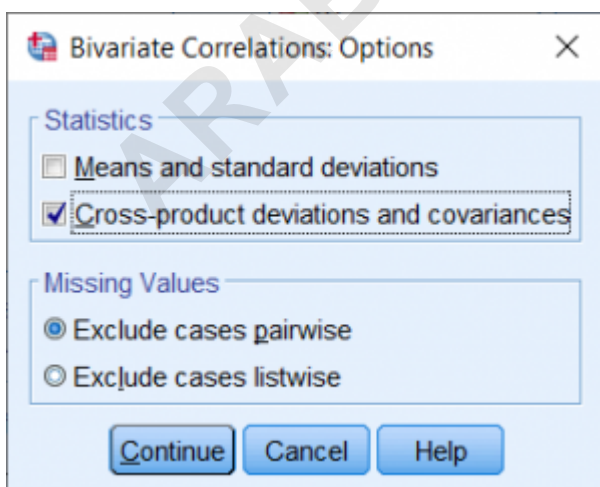 Bivariate Correlations: Options
Statistics
Means and standard deviations
Cross-product deviations and covariances
Missing Values
Exclude cases pairwise
Exclude cases listwise
Continue Cancel Help